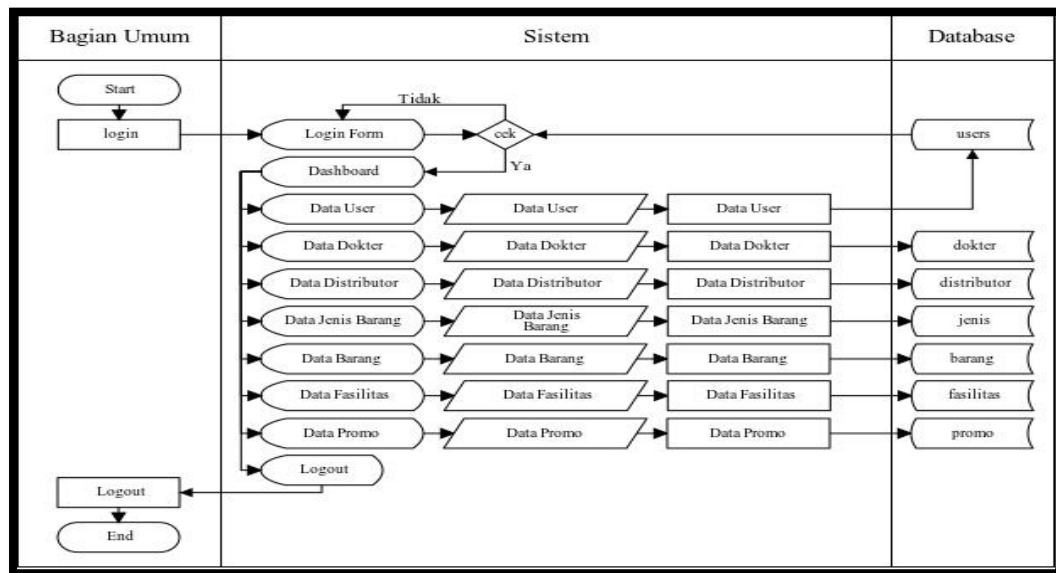 Bagian Umum
Sistem
Database
Start
Tidak
login
Login Form
cek
users
Ya
Dashboard
Data User
Data User
Data User
Data Dokter
Data Dokter
Data Dokter
dokter
Data Distributor
Data Distributor
Data Distributor
distributor
Data Jenis Barang
Data Jenis
Barang
Data Jenis Barang
jenis
Data Barang
Data Barang
Data Barang
barang
Data Fasilitas
Data Fasilitas
Data Fasilitas
fasilitas
Data Promo
Data Promo
Data Promo
promo
Logout
Logout
End